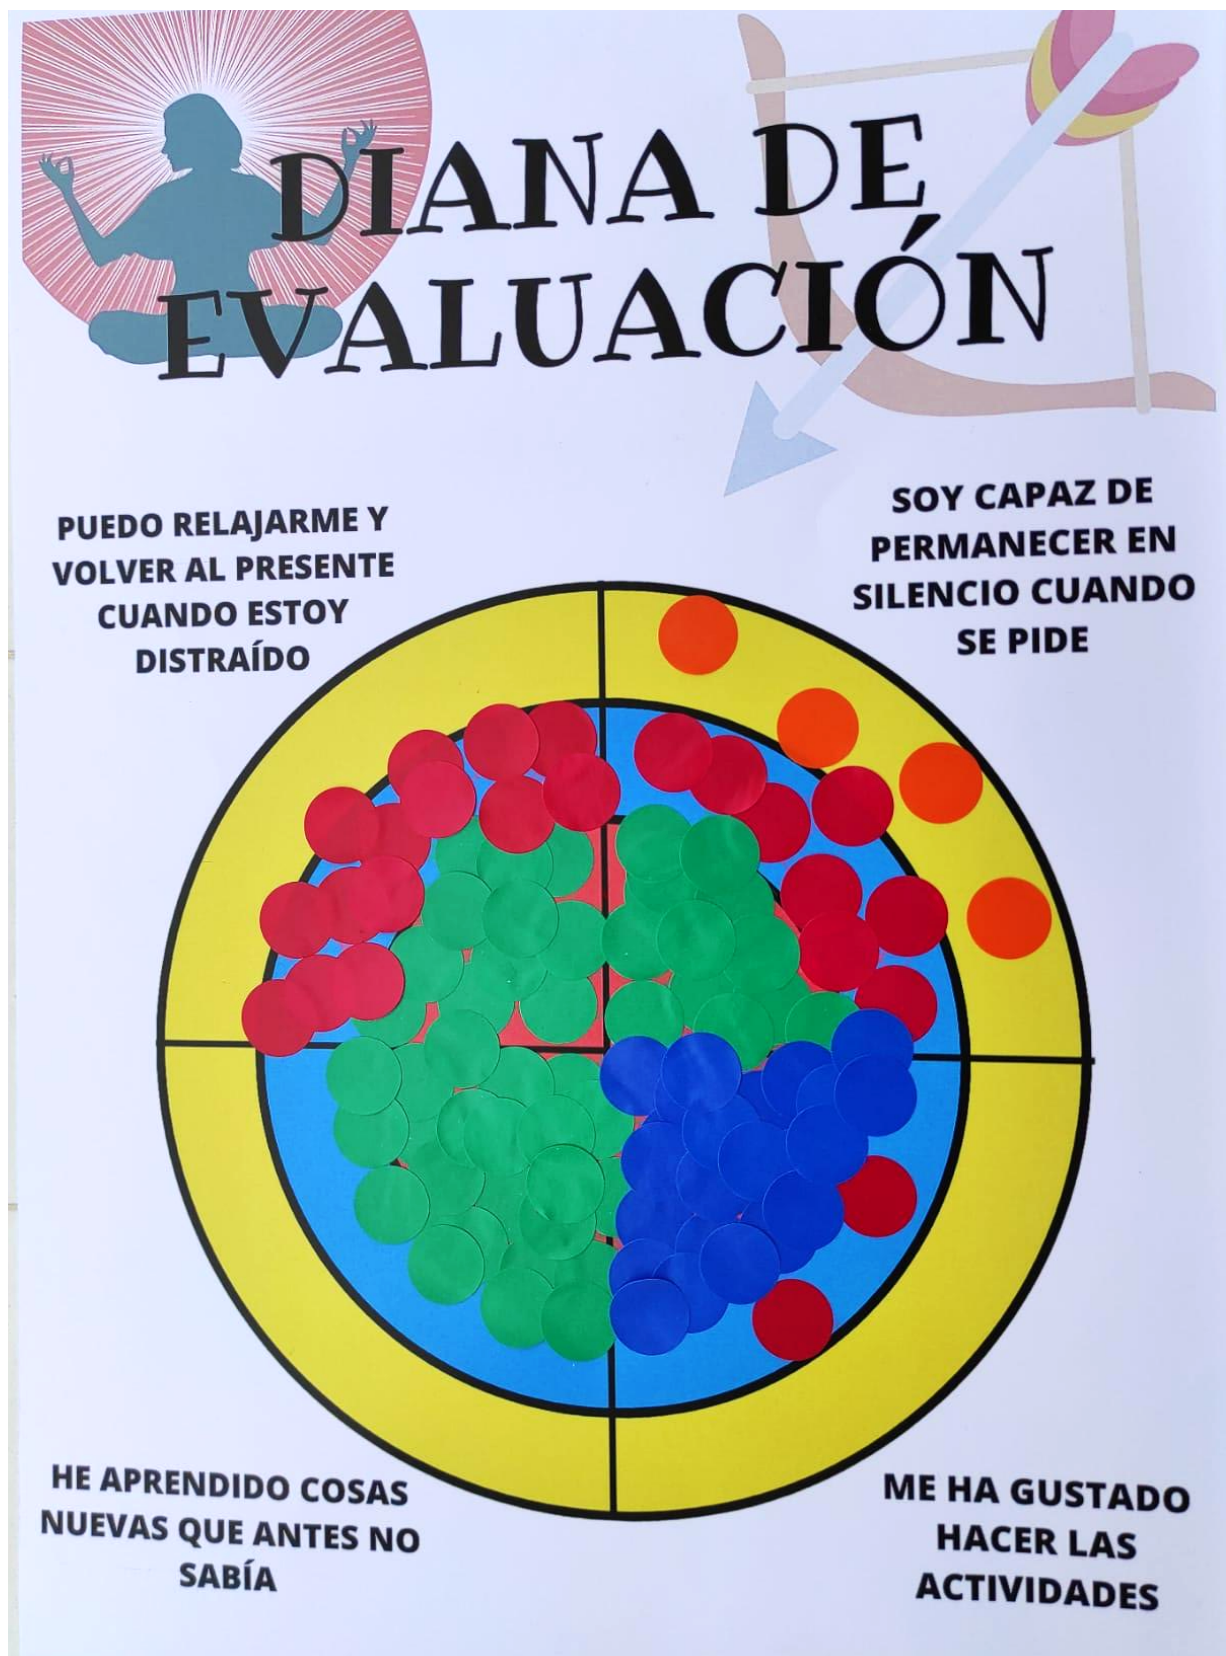 DIANA DE
EVALUACIÓN
PUEDO RELAJARME Y
VOLVER AL PRESENTE
CUANDO ESTOY
DISTRAÍDO
SOY CAPAZ DE
PERMANECER EN
SILENCIO CUANDO
SE PIDE
HE APRENDIDO COSAS
NUEVAS QUE ANTES NO
SABÍA
ME HA GUSTADO
HACER LAS
ACTIVIDADES